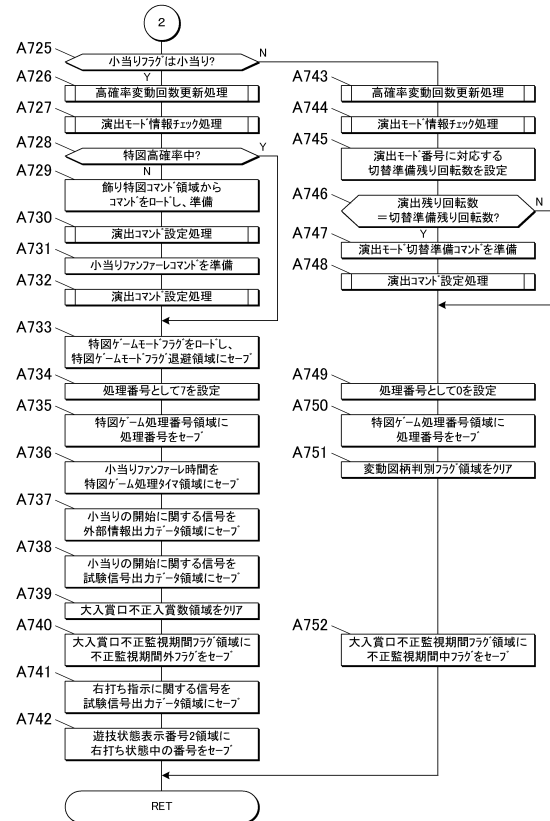 2
A725
小当りフラグは小当り?
N
Y
A726
高確率変動回数更新処理
A727
演出モード情報チェック処理
A728
特図高確率中?
Y
N
A729
飾り特図コマンド領域から
コマンドをロードし、準備
A730
演出コマンド設定処理
A731
小当りファンファーレコマンドを準備
A732
演出コマンド設定処理
A733
特図ゲームモードフラグをロードし、
特図ゲームモードフラグ退避領域にセーブ
A734
処理番号として7を設定
A735
特図ゲーム処理番号領域に
処理番号をセーブ
A736
小当りファンファーレ時間を
特図ゲーム処理タイマ領域にセーブ
A737
小当りの開始に関する信号を
外部情報出力データ領域にセーブ
A738
小当りの開始に関する信号を
試験信号出力データ領域にセーブ
A739
大入賞口不正入賞数領域をクリア
A740
大入賞口不正監視期間フラグ領域に
不正監視期間外フラグをセーブ
A741
右打ち指示に関する信号を
試験信号出力データ領域にセーブ
A742
遊技状態表示番号2領域に
右打ち状態中の番号をセーブ
A743
高確率変動回数更新処理
A744
演出モード情報チェック処理
A745
演出モード番号に対応する
切替準備残り回転数を設定
A746
演出残り回転数
=切替準備残り回転数?
N
Y
A747
演出モード切替準備コマンドを準備
A748
演出コマンド設定処理
A749
処理番号として0を設定
A750
特図ゲーム処理番号領域に
処理番号をセーブ
A751
変動図柄判別フラグ領域をクリア
A752
大入賞口不正監視期間フラグ領域に
不正監視期間中フラグをセーブ
RET